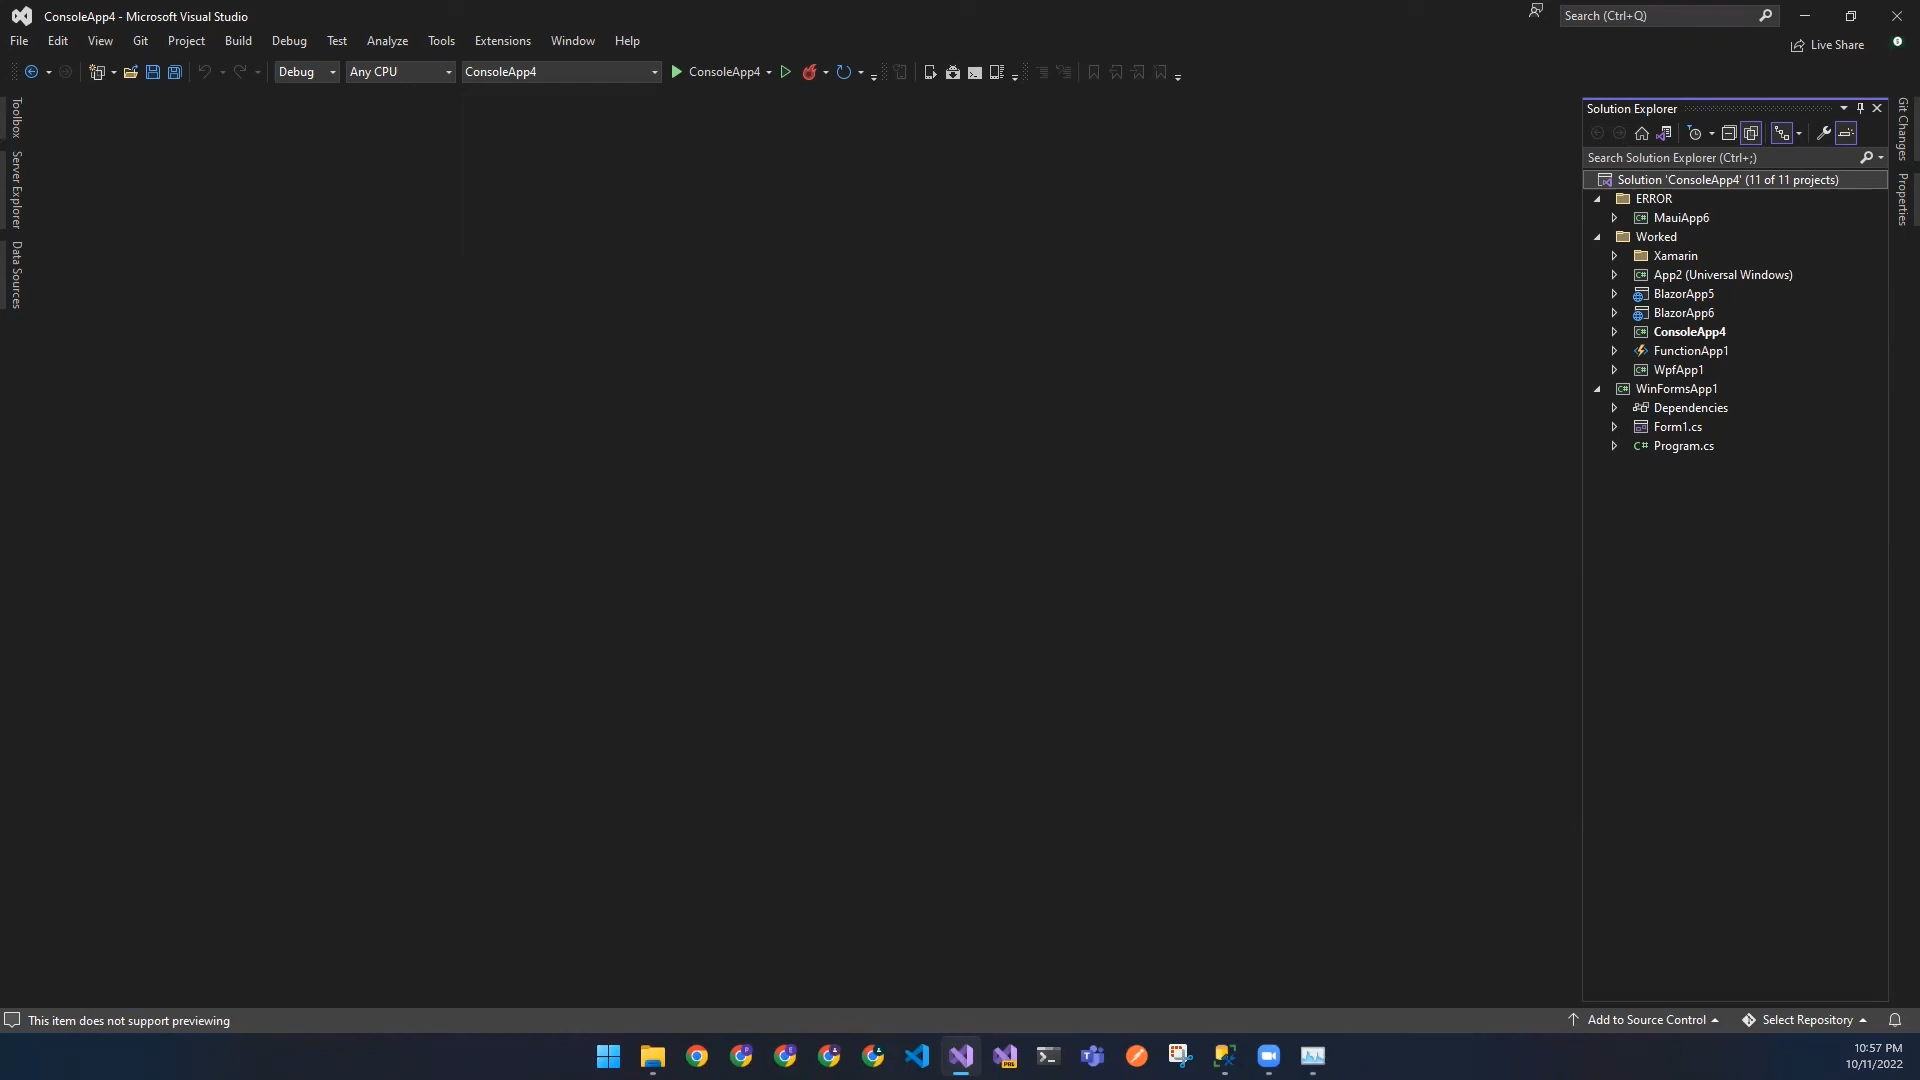 ConsoleApp4 - Microsoft Visual Studio
Search (Ctrl+Q)
File Edit View Git Project Build Debug Test Analyze Tools Extensions Window Help
Live Share
Debug Any CPU ConsoleApp4 ConsoleApp4
Toolbox
Server Explorer
Data Sources
Solution Explorer
Search Solution Explorer (Ctrl+;)
Solution 'ConsoleApp4' (11 of 11 projects)
ERROR
MauiApp6
Worked
Xamarin
App2 (Universal Windows)
BlazorApp5
BlazorApp6
ConsoleApp4
FunctionApp1
WpfApp1
WinFormsApp1
Dependencies
Form1.cs
C# Program.cs
Git Changes
Properties
This item does not support previewing
Add to Source Control
Select Repository
10:57 PM
10/11/2022